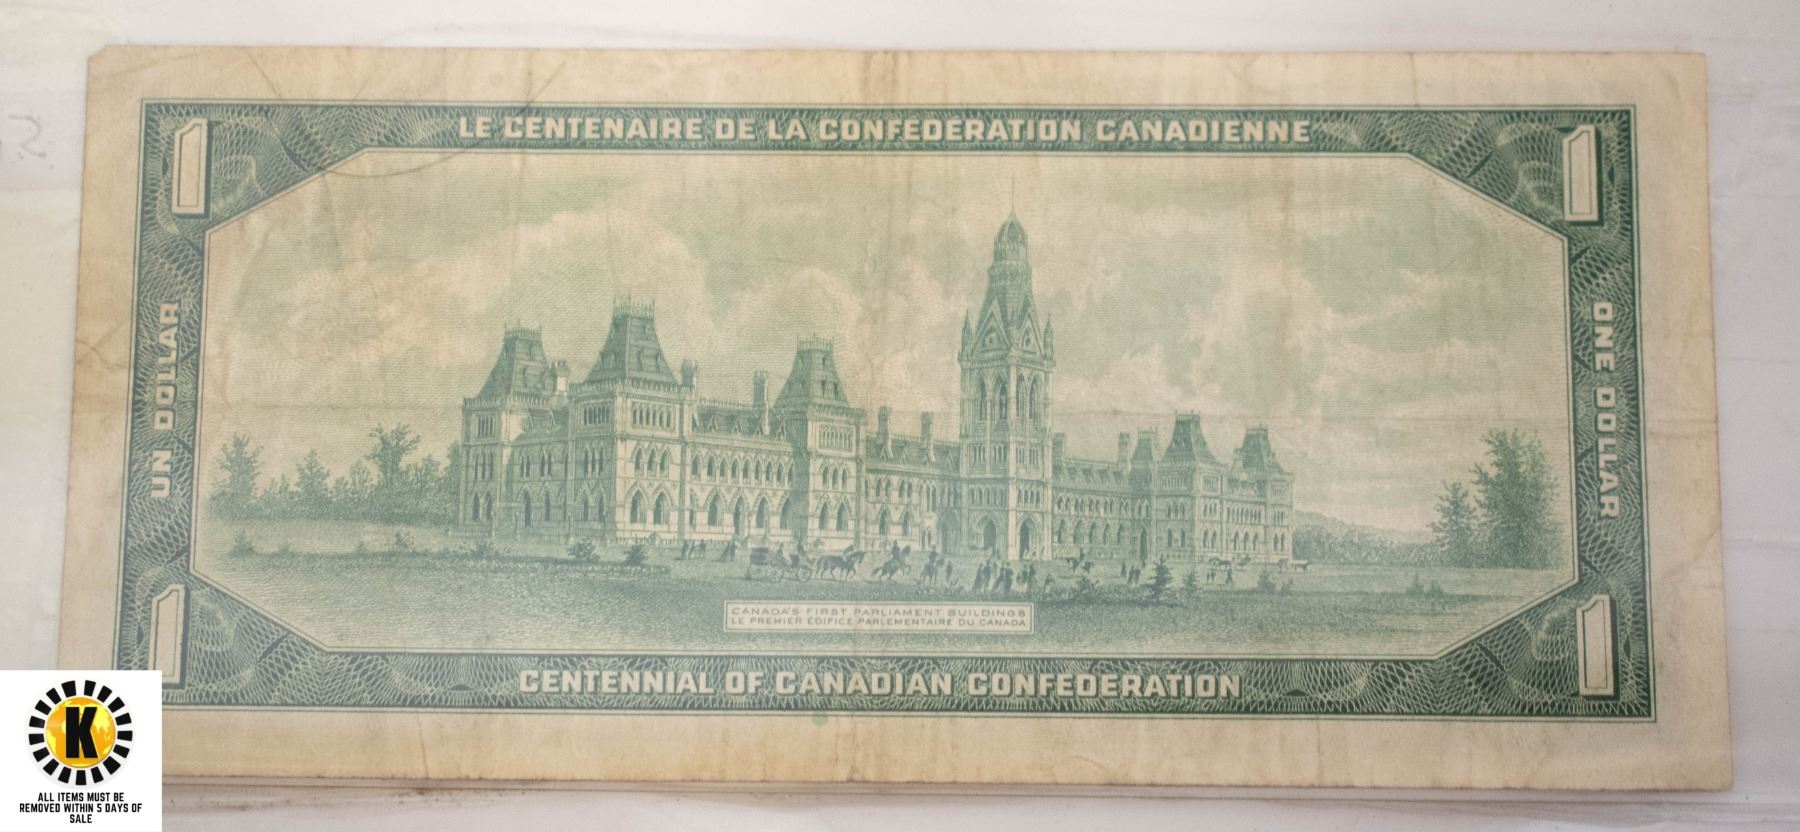 LE CENTENAIRE DE LA CONFEDERATION CANADIENNE
1
1
UN DOLLAR
ONE DOLLAR
CANADA'S FIRST PARLIAMENT BUILDINGS
LE PREMIER ÉDIFICE PARLEMENTAIRE DU CANADA
1
1
CENTENNIAL OF CANADIAN CONFEDERATION
K
ALL ITEMS MUST BE
REMOVED WITHIN 5 DAYS OF
SALE